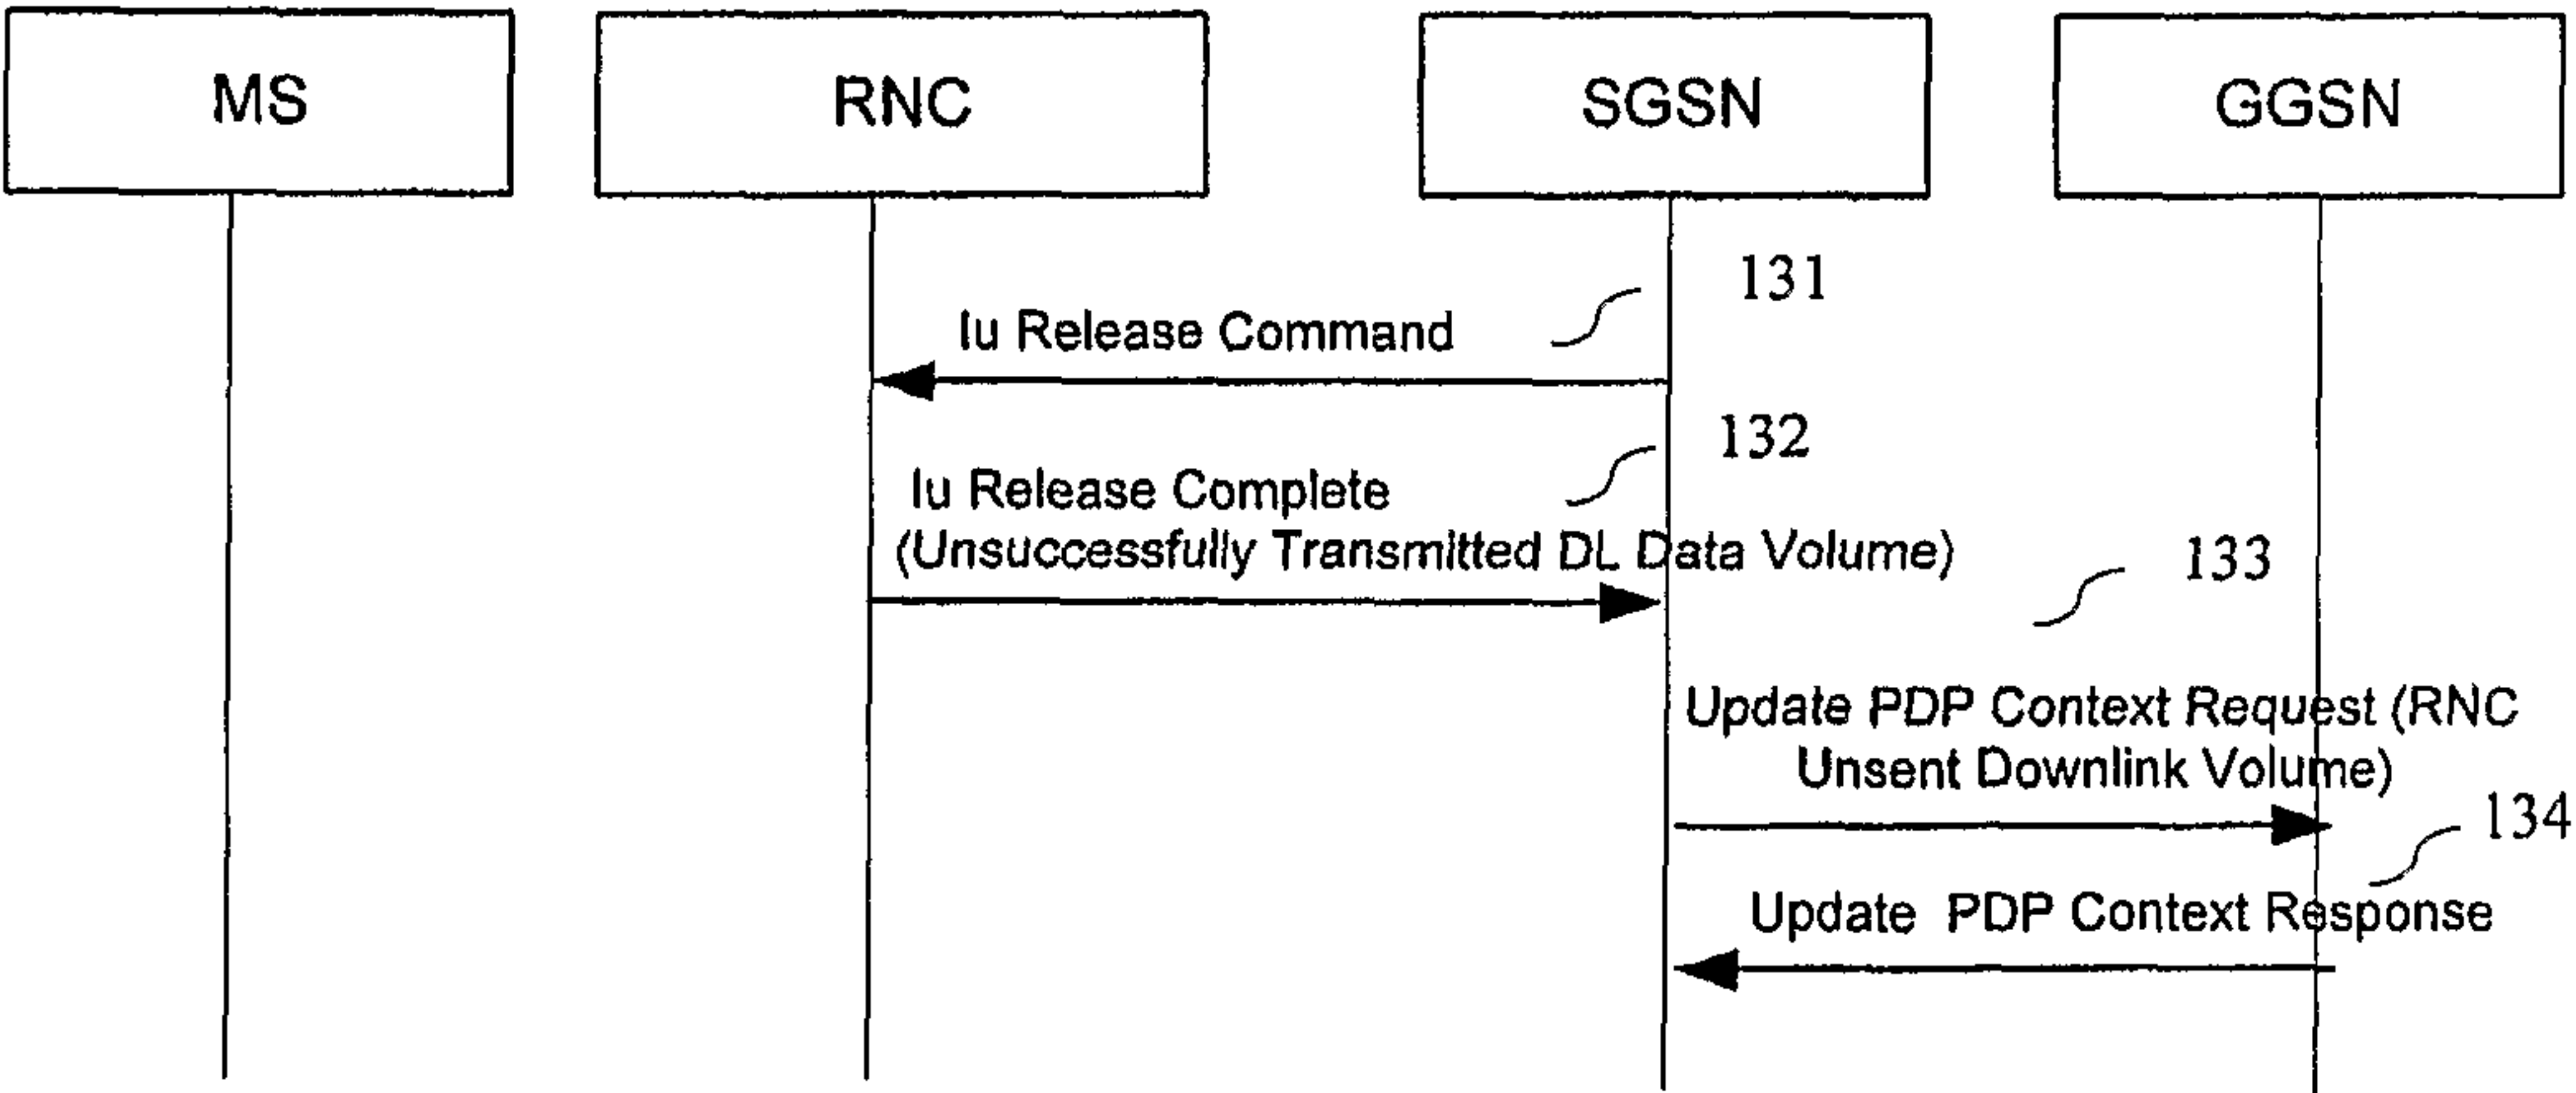 MS
RNC
SGSN
GGSN
131
Iu Release Command
132
Iu Release Complete
(Unsuccessfully Transmitted DL Data Volume)
133
Update PDP Context Request (RNC
Unsent Downlink Volume)
134
Update PDP Context Response